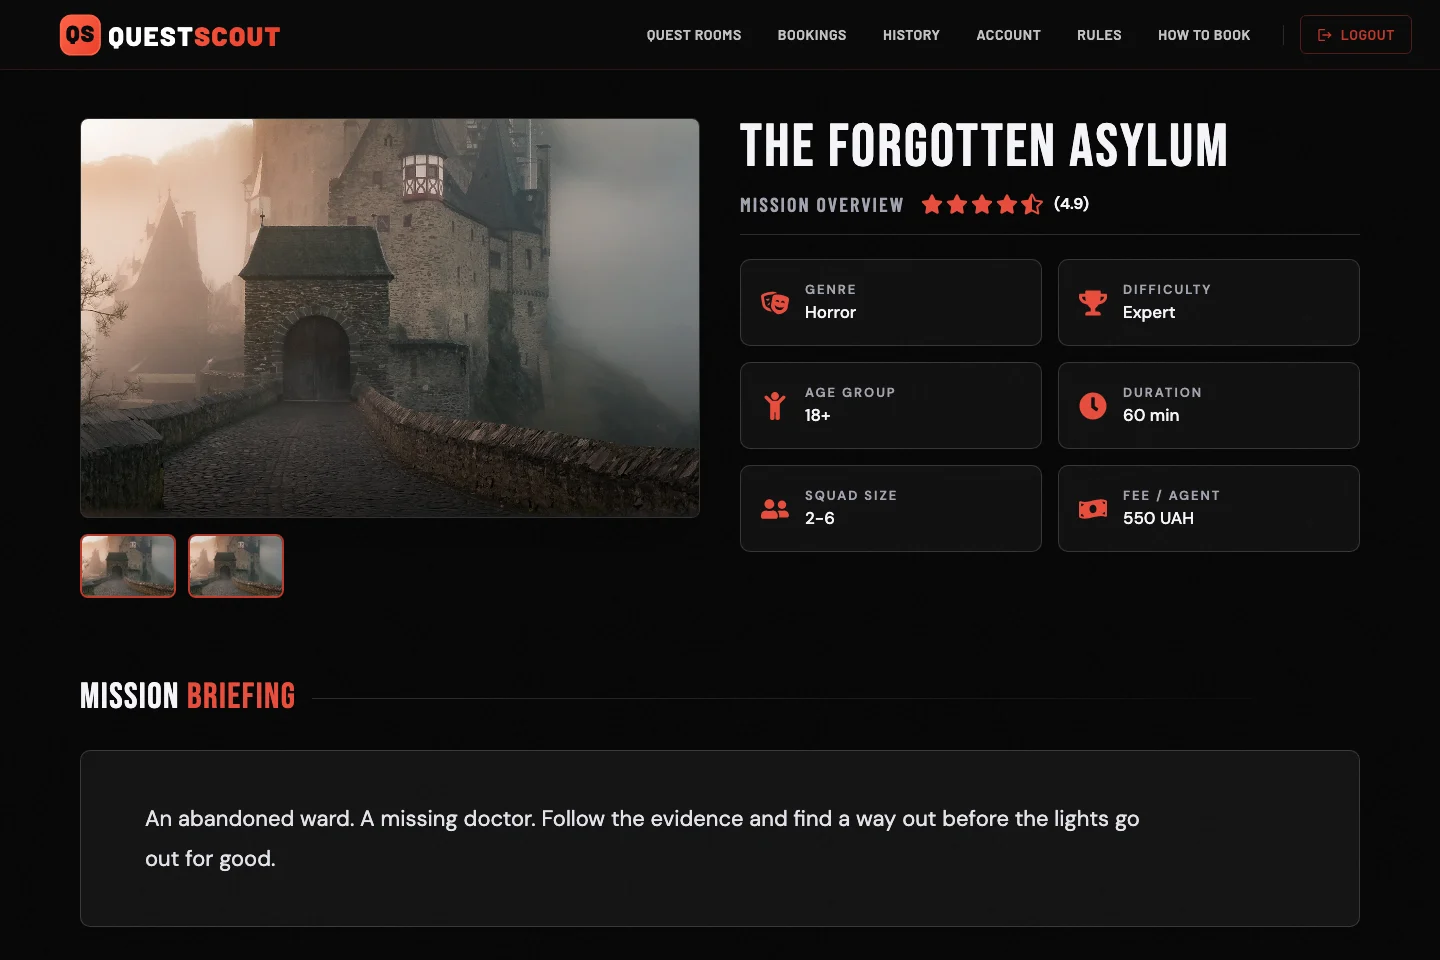 QS QUESTSCOUT
QUEST ROOMS
BOOKINGS
HISTORY
ACCOUNT
RULES
HOW TO BOOK
LOGOUT
THE FORGOTTEN ASYLUM
MISSION OVERVIEW (4.9)
GENRE
Horror
DIFFICULTY
Expert
AGE GROUP
18+
DURATION
60 min
SQUAD SIZE
2-6
FEE / AGENT
550 UAH
MISSION BRIEFING
An abandoned ward. A missing doctor. Follow the evidence and find a way out before the lights go
out for good.